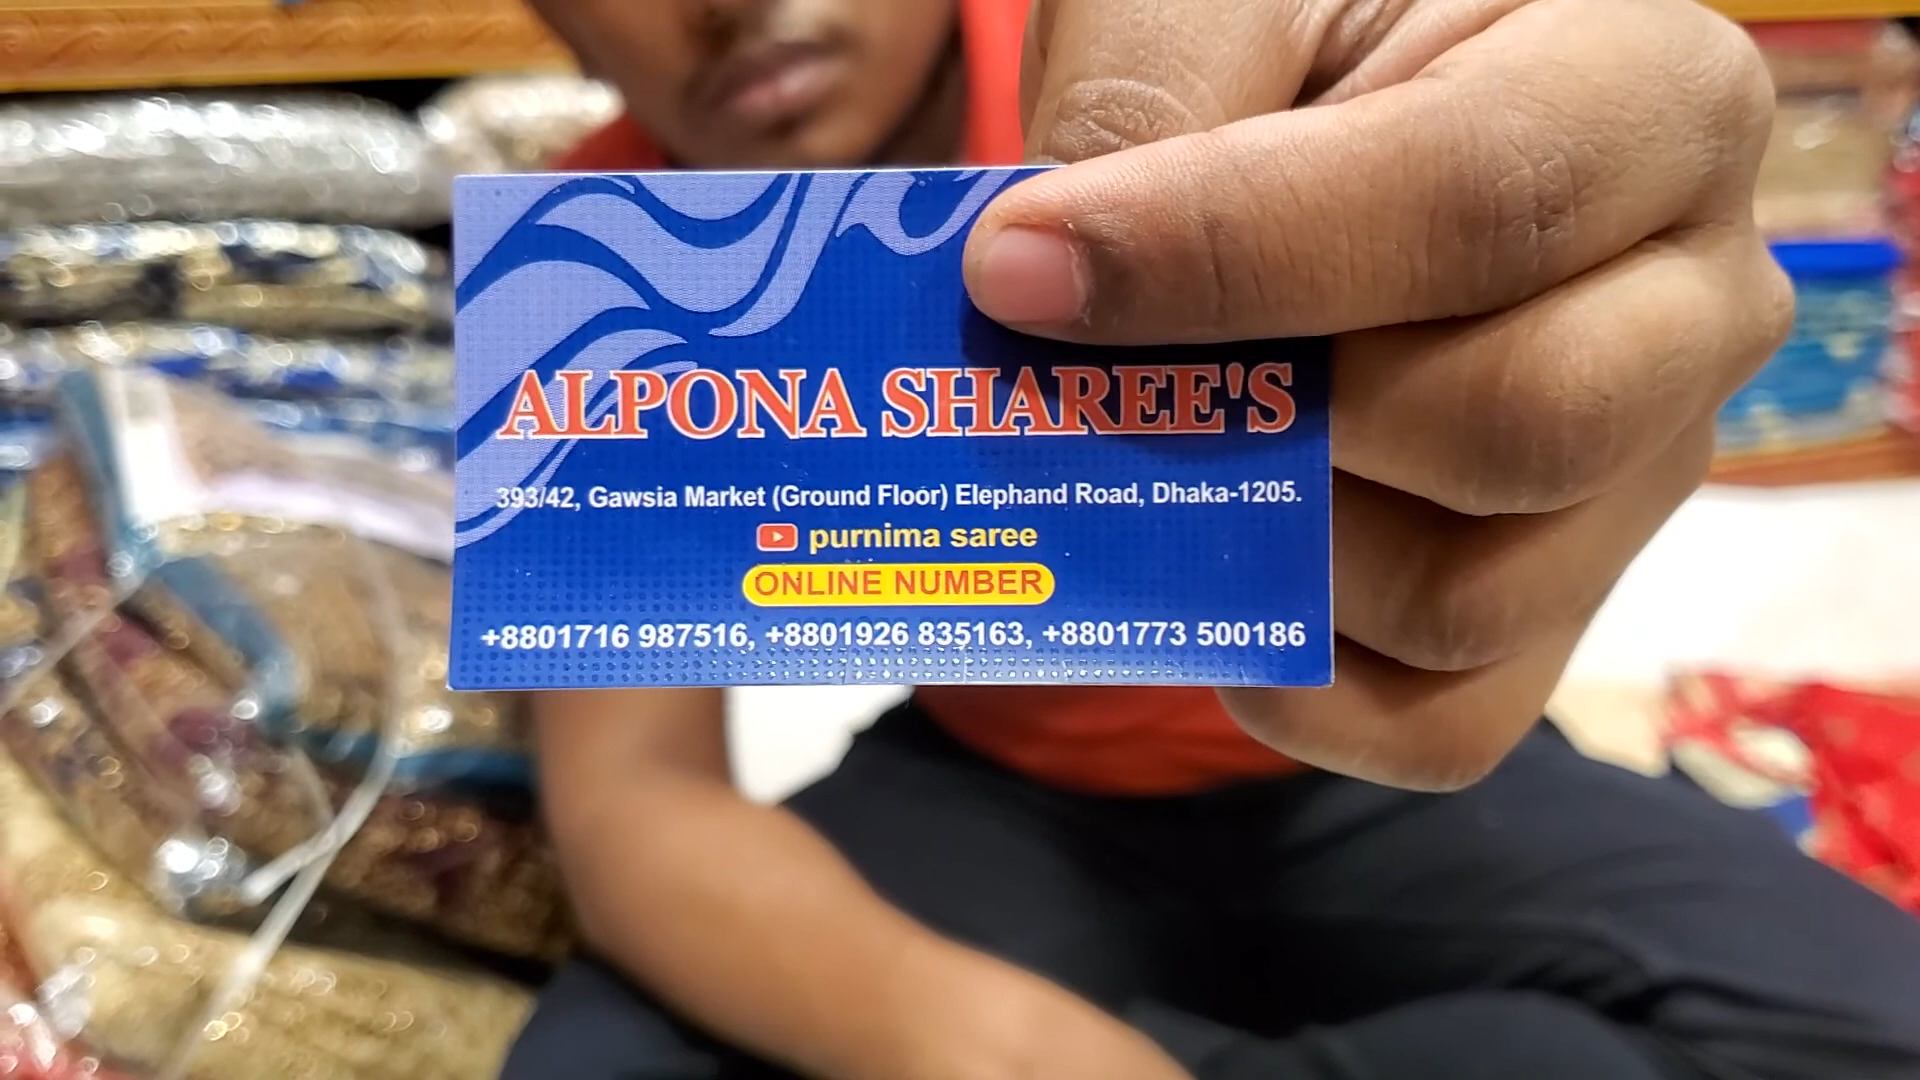 ALPONA SHAREE'S
393/42, Gawsia Market (Ground Floor) Elephand Road, Dhaka-1205.
purnima saree
ONLINE NUMBER
+8801716 987516, +8801926 835163, +8801773 500186